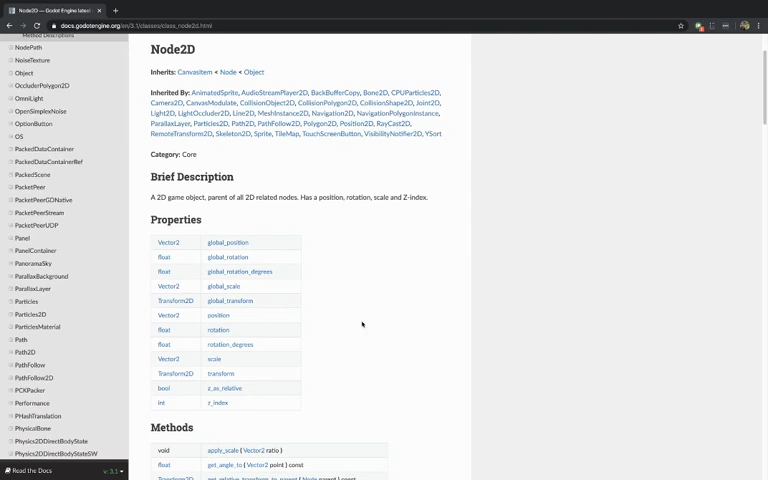 Node2D — Godot Engine latest
docs.godotengine.org/en/3.1/classes/class_node2d.html
Method Descriptions
NodePath
NoiseTexture
Object
OccluderPolygon2D
OmniLight
OpenSimplexNoise
OptionButton
OS
PackedDataContainer
PackedDataContainerRef
PackedScene
PacketPeer
PacketPeerGDNative
PacketPeerStream
PacketPeerUDP
Panel
PanelContainer
PanoramaSky
ParallaxBackground
ParallaxLayer
Particles
Particles2D
ParticlesMaterial
Path
Path2D
PathFollow
PathFollow2D
PCKPacker
Performance
PHashTranslation
PhysicalBone
Physics2DDirectBodyState
Physics2DDirectBodyStateSW
Read the Docs v: 3.1
Node2D
Inherits: CanvasItem < Node < Object
Inherited By: AnimatedSprite, AudioStreamPlayer2D, BackBufferCopy, Bone2D, CPUParticles2D,
Camera2D, CanvasModulate, CollisionObject2D, CollisionPolygon2D, CollisionShape2D, Joint2D,
Light2D, LightOccluder2D, Line2D, MeshInstance2D, Navigation2D, NavigationPolygonInstance,
ParallaxLayer, Particles2D, Path2D, PathFollow2D, Polygon2D, Position2D, RayCast2D,
RemoteTransform2D, Skeleton2D, Sprite, TileMap, TouchScreenButton, VisibilityNotifier2D, YSort
Category: Core
Brief Description
A 2D game object, parent of all 2D related nodes. Has a position, rotation, scale and Z-index.
Properties
Vector2 global_position
float global_rotation
float global_rotation_degrees
Vector2 global_scale
Transform2D global_transform
Vector2 position
float rotation
float rotation_degrees
Vector2 scale
Transform2D transform
bool z_as_relative
int z_index
Methods
void apply_scale ( Vector2 ratio )
float get_angle_to ( Vector2 point ) const
Transform2D get_relative_transform_to_parent ( Node parent ) const